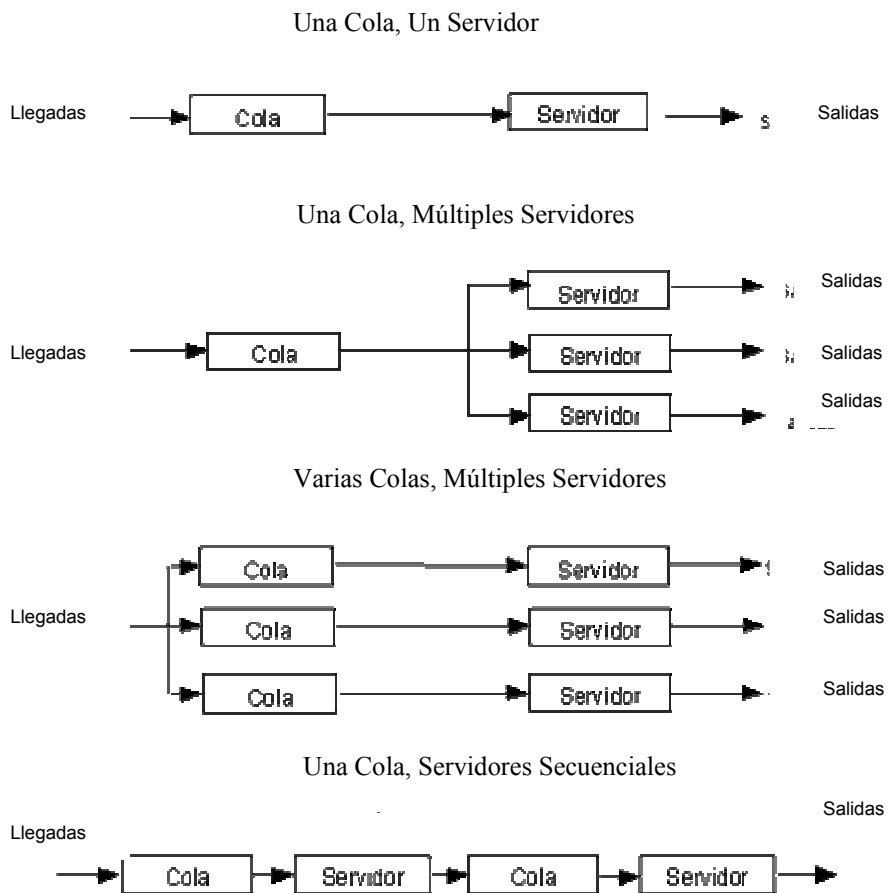 Una Cola, Un Servidor
Llegadas Cola Servidor Salidas
Una Cola, Múltiples Servidores
Servidor Salidas
Llegadas Cola Servidor Salidas
Servidor Salidas
Varias Colas, Múltiples Servidores
Cola Servidor Salidas
Llegadas Cola Servidor Salidas
Cola Servidor Salidas
Una Cola, Servidores Secuenciales
Salidas
Llegadas
Cola Servidor Cola Servidor